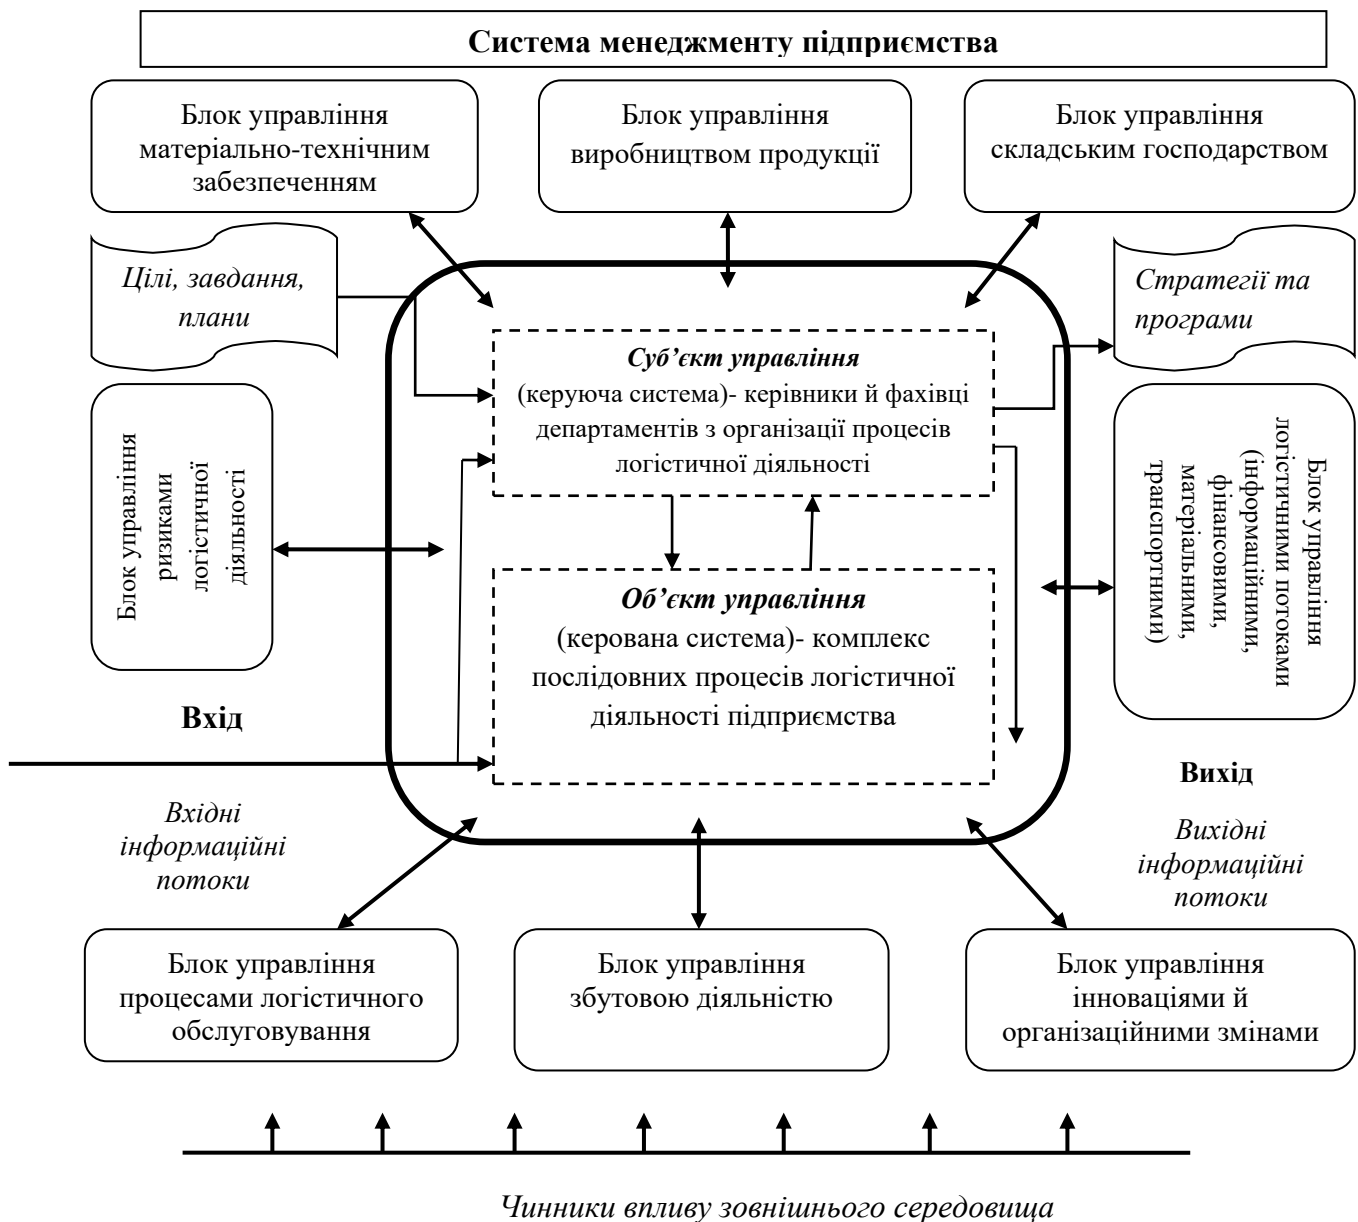 Система менеджменту підприємства
Блок управління
матеріально-технічним
забезпеченням
Блок управління
виробництвом продукції
Блок управління
складським господарством
Цілі, завдання,
плани
Стратегії та
програми
Суб’єкт управління
(керуюча система)- керівники й фахівці
департаментів з організації процесів
логістичної діяльності
Блок управління
ризиками
логістичної
діяльності
Блок управління
логістичними потоками
(інформаційними,
фінансовими,
матеріальними,
транспортними)
Об’єкт управління
(керована система)- комплекс
послідовних процесів логістичної
діяльності підприємства
Вхід
Вихід
Вхідні
інформаційні
потоки
Вихідні
інформаційні
потоки
Блок управління
процесами логістичного
обслуговування
Блок управління
збутовою діяльністю
Блок управління
інноваціями й
організаційними змінами
Чинники впливу зовнішнього середовища